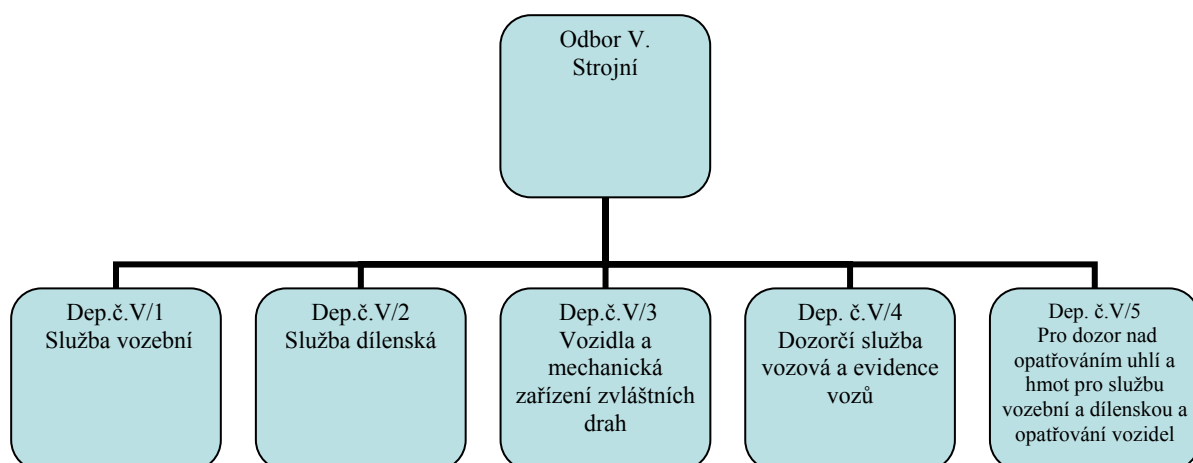 Odbor V.
Strojní
Dep.č.V/1
Služba vozební
Dep.č.V/2
Služba dílenská
Dep.č.V/3
Vozidla a
mechanická
zařízení zvláštních
drah
Dep. č.V/4
Dozorčí služba
vozová a evidence
vozů
Dep. č.V/5
Pro dozor nad
opatřováním uhlí a
hmot pro službu
vozební a dílenskou a
opatřování vozidel